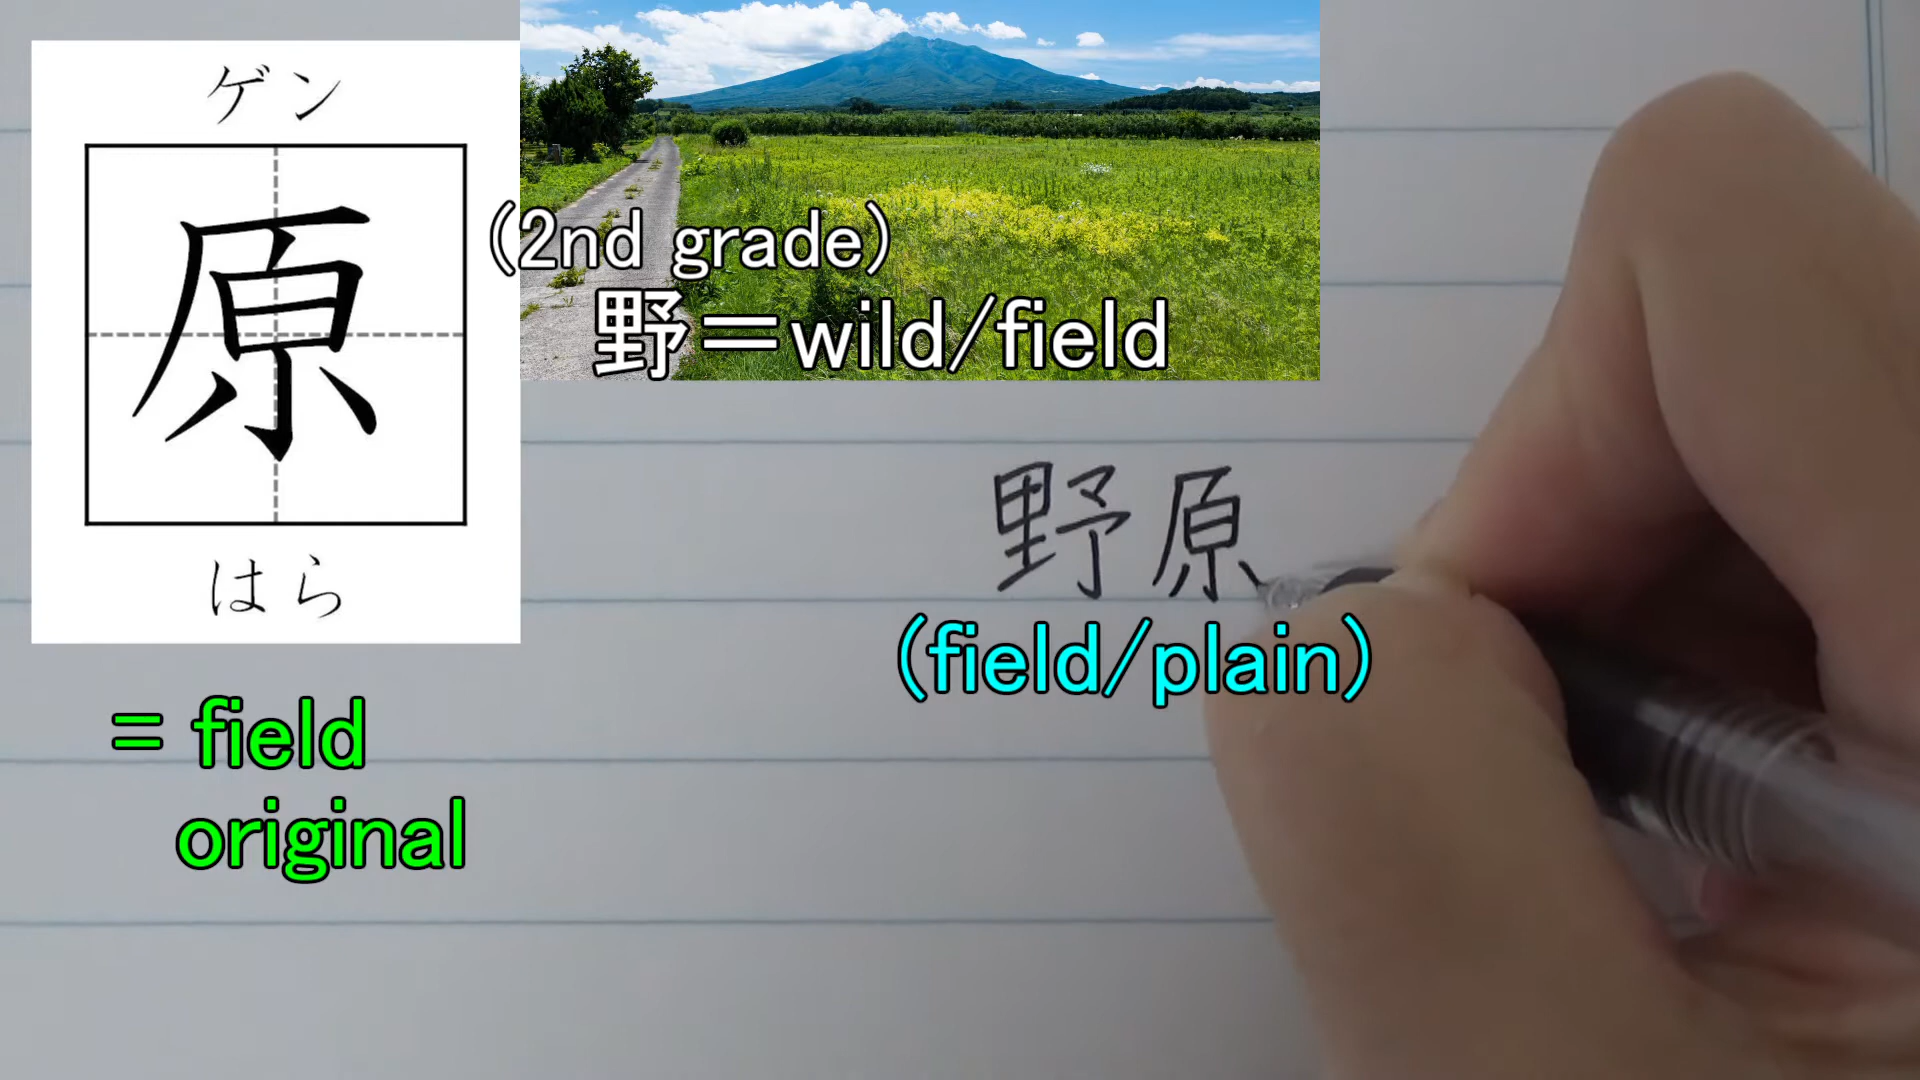 ゲン
原
はら
= field
original
(2nd grade)
野=wild/field
野原
(field/plain)